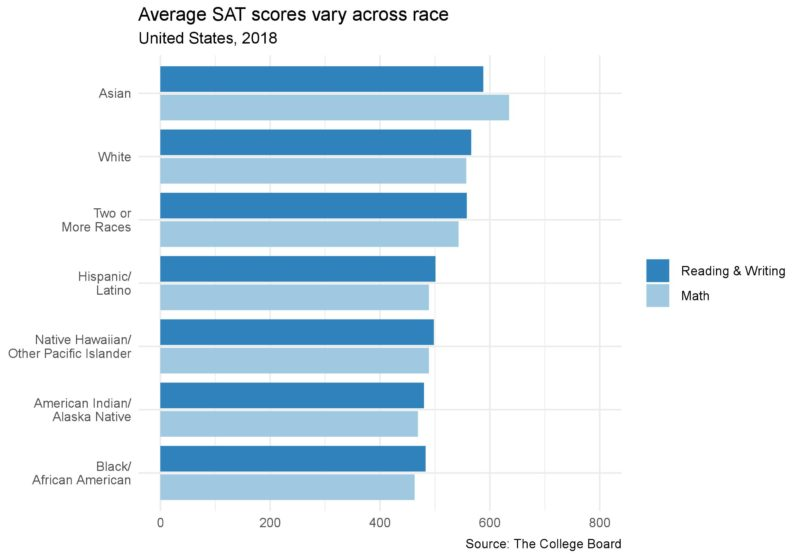 Average SAT scores vary across race
United States, 2018
Asian
White
Two or
More Races
Hispanic/
Latino
Native Hawaiian/
Other Pacific Islander
American Indian/
Alaska Native
Black/
African American
Reading & Writing
Math
0 200 400 600 800
Source: The College Board